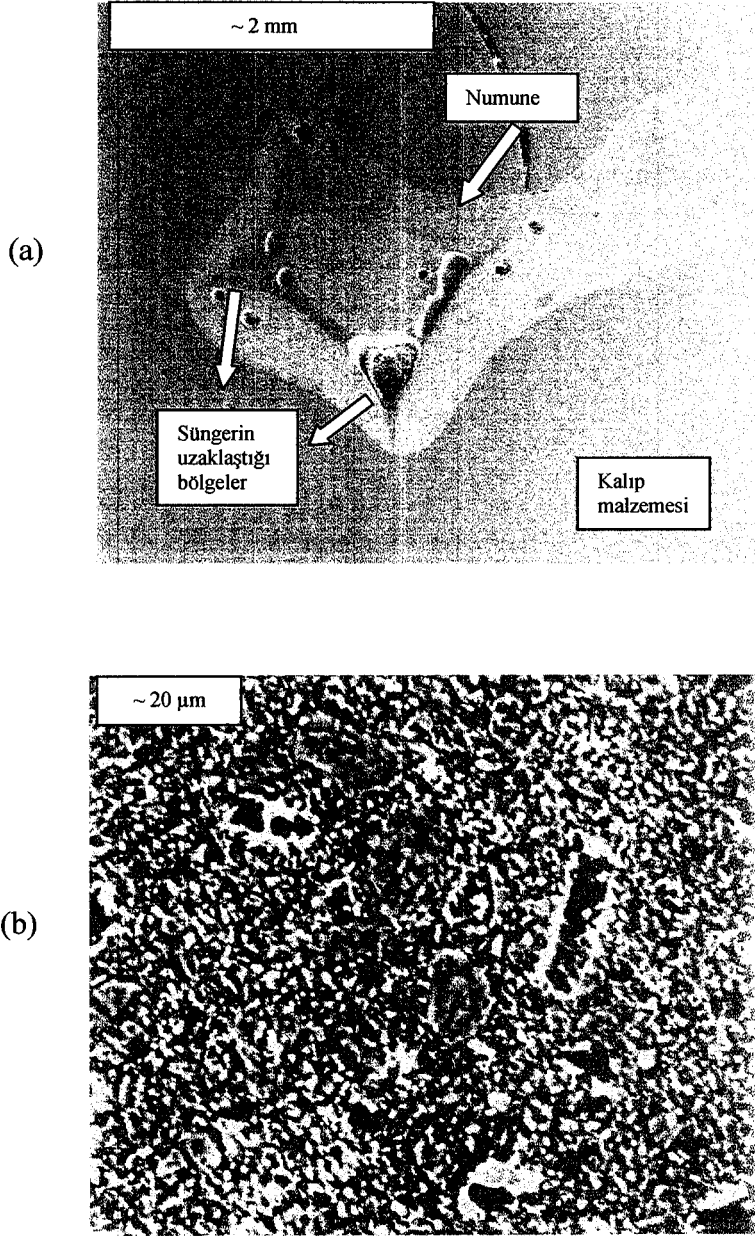 ~ 2 mm
Numune
(a)
Süngerin
uzaklaştığı
bölgeler
Kalıp
malzemesi
~ 20 µm
(b)